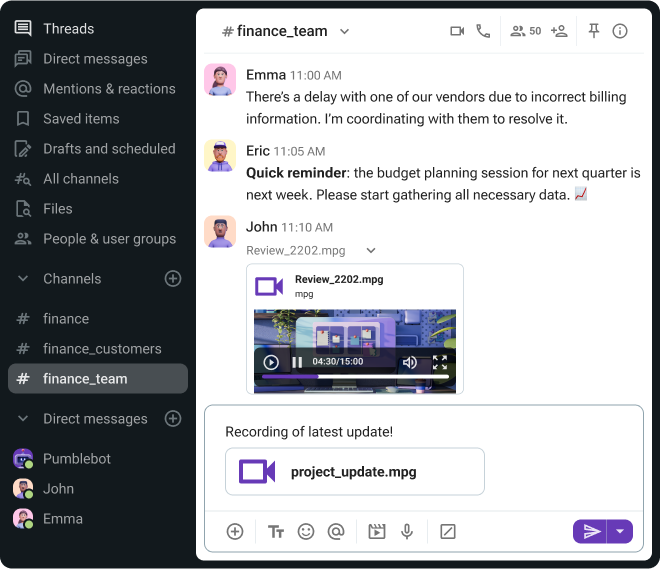 Threads
Direct messages
Mentions & reactions
Saved items
Drafts and scheduled
All channels
Files
People & user groups
Channels
# finance
# finance_customers
# finance_team
Direct messages
Pumblebot
John
Emma
# finance_team
50
Emma 11:00 AM
There's a delay with one of our vendors due to incorrect billing
information. I'm coordinating with them to resolve it.
Eric 11:05 AM
Quick reminder: the budget planning session for next quarter is
next week. Please start gathering all necessary data. 📈
John 11:10 AM
Review_2202.mpg
Review_2202.mpg
mpg
04:30/15:00
Recording of latest update!
project_update.mpg
Tт